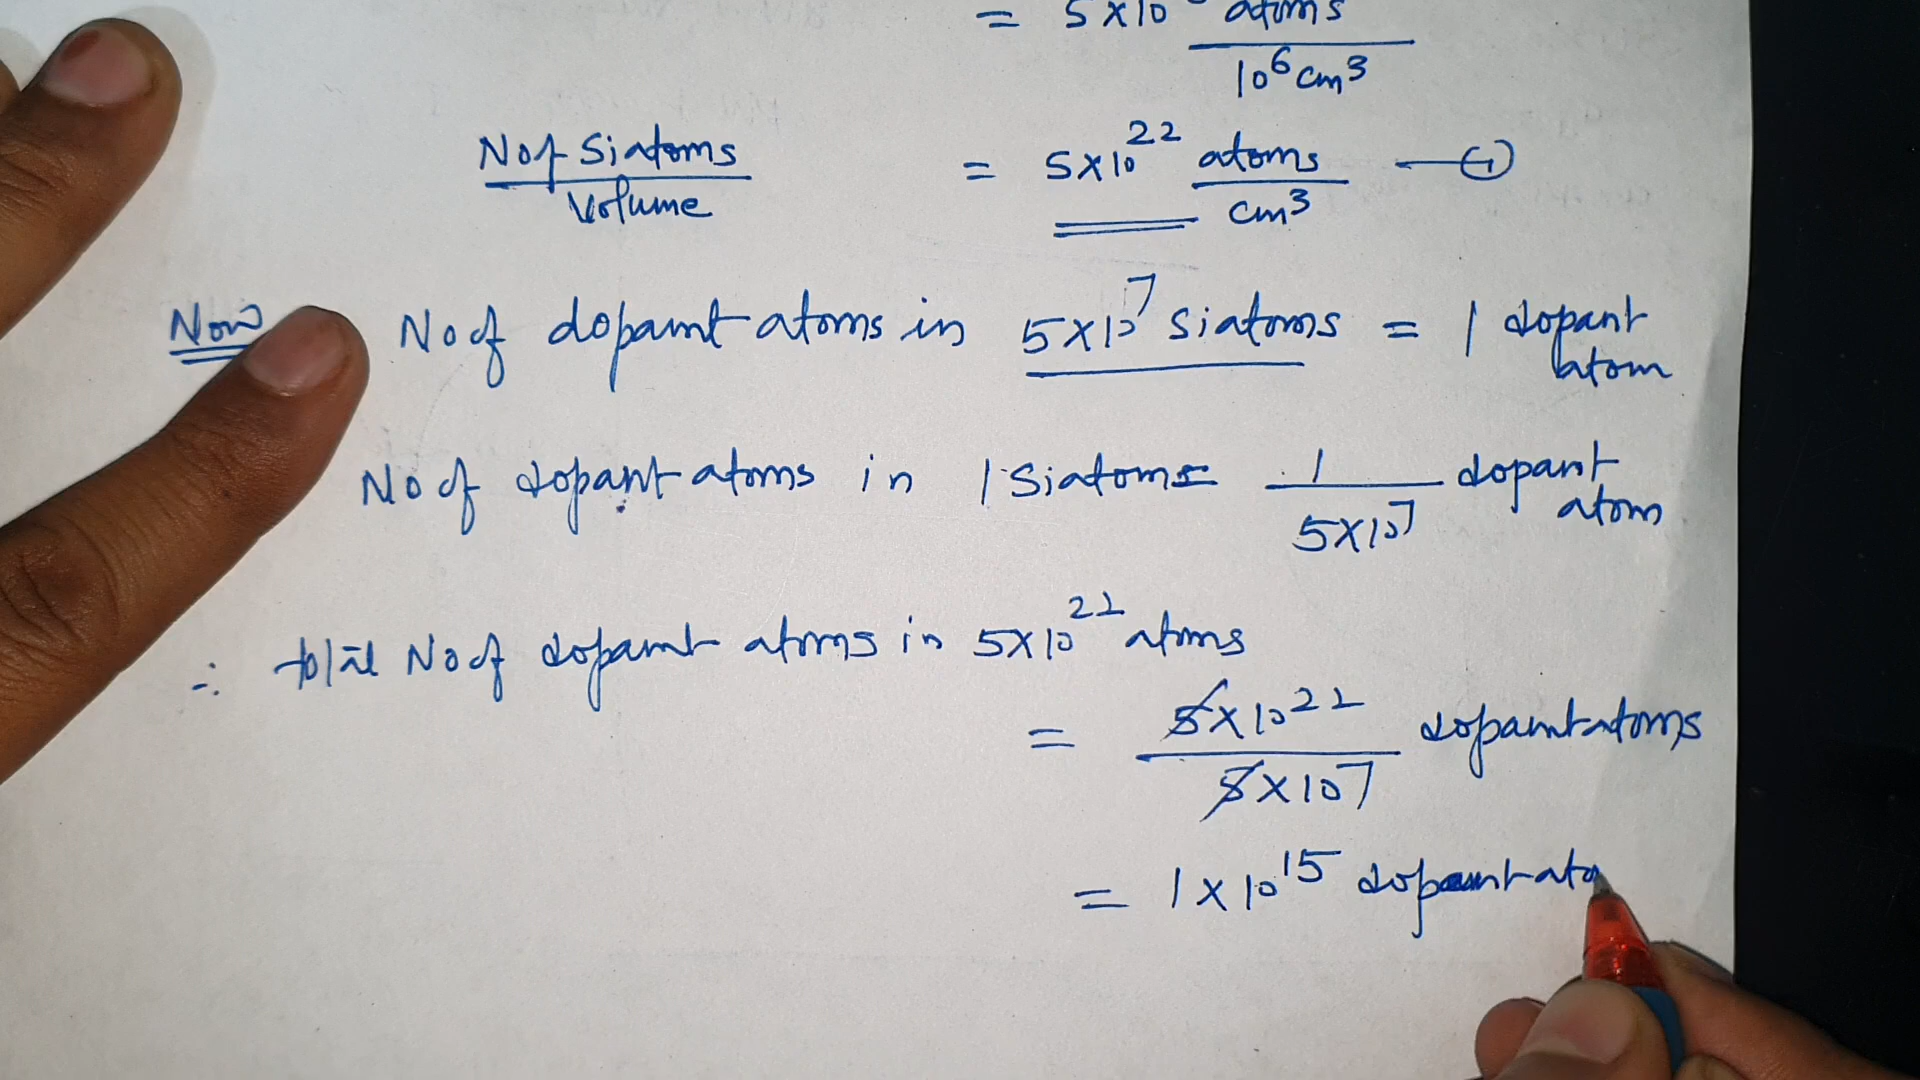 = 5×10 atoms
10⁶ cm³
No of Si atoms = 5×10²² atoms — ①
Volume cm³
Now No of dopant atoms in 5×10⁷ Si atoms = 1 dopant
atom
No of dopant atoms in 1 Si atoms = 1 dopant
5×10⁷ atom
∴ total No of dopant atoms in 5×10²² atoms
= 5×10²² dopant atoms
5×10⁷
= 1×10¹⁵ dopant ato